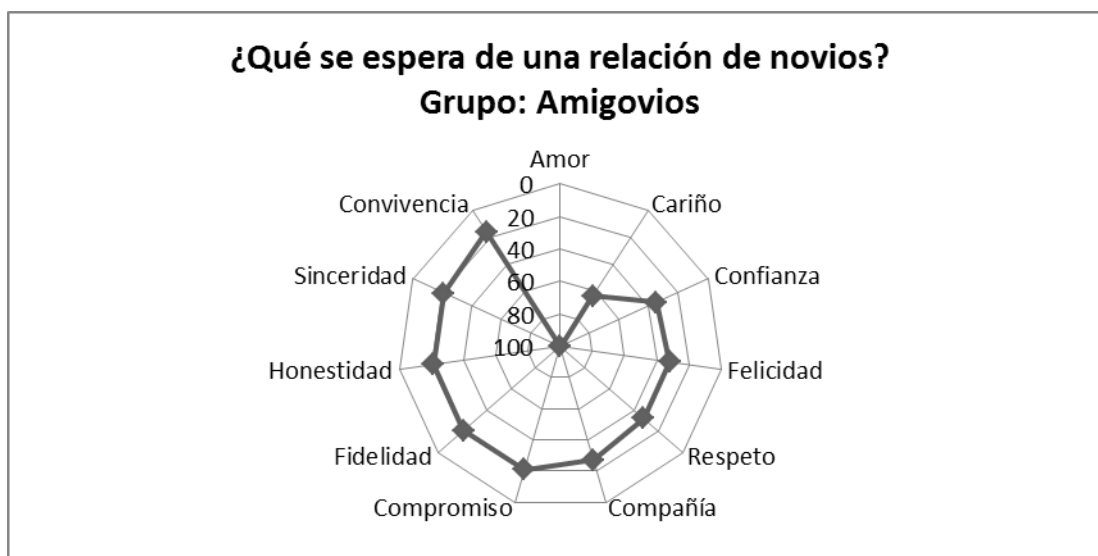 ¿Qué se espera de una relación de novios?
Grupo: Amigovios
Amor
0
Convivencia
Cariño
20
40
Sinceridad
Confianza
60
80
100
Honestidad
Felicidad
Fidelidad
Respeto
Compromiso
Compañía